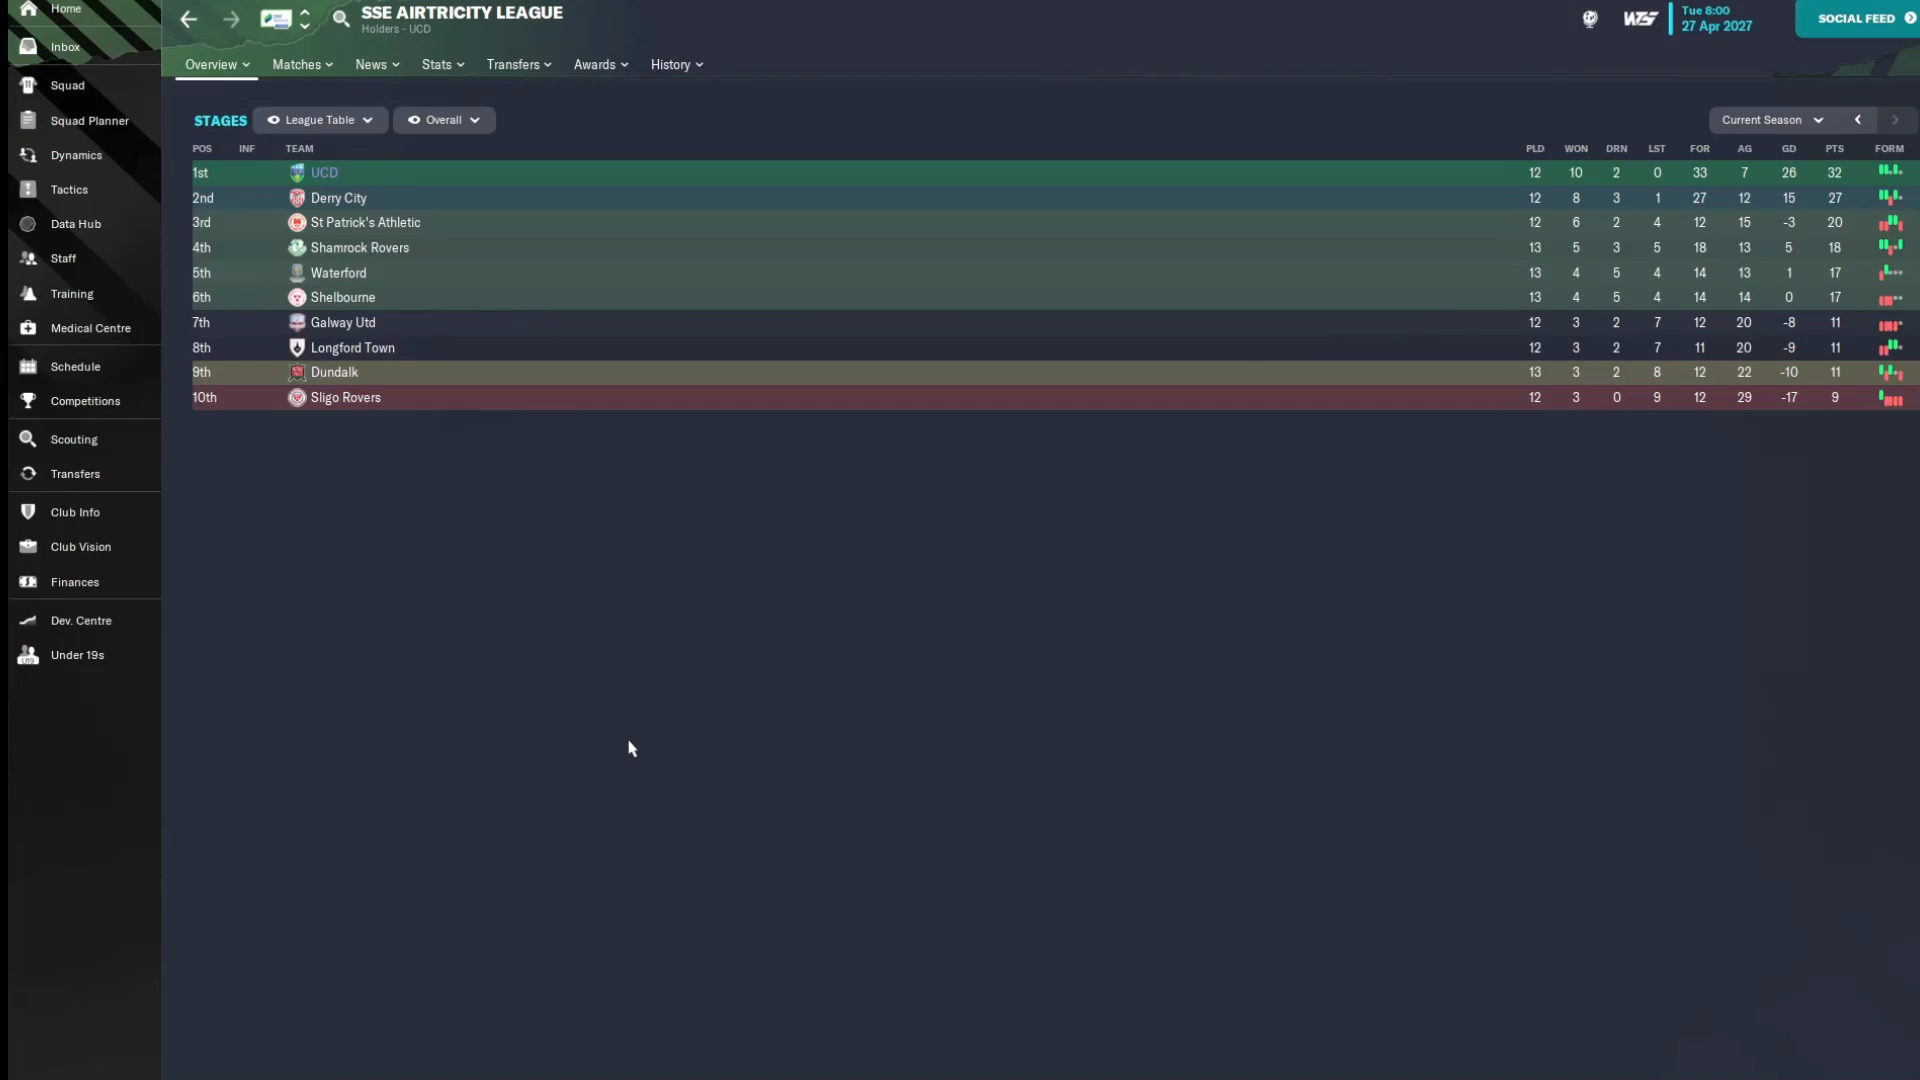 Home
Inbox
Squad
Squad Planner
Dynamics
Tactics
Data Hub
Staff
Training
Medical Centre
Schedule
Competitions
Scouting
Transfers
Club Info
Club Vision
Finances
Dev. Centre
U19 Under 19s
SSE AIRTRICITY LEAGUE
Holders - UCD
Tue 8:00
27 Apr 2027
SOCIAL FEED
Overview Matches News Stats Transfers Awards History
STAGES League Table Overall Current Season
POS INF TEAM PLD WON DRN LST FOR AG GD PTS FORM
1st UCD 12 10 2 0 33 7 26 32
2nd Derry City 12 8 3 1 27 12 15 27
3rd St Patrick's Athletic 12 6 2 4 12 15 -3 20
4th Shamrock Rovers 13 5 3 5 18 13 5 18
5th Waterford 13 4 5 4 14 13 1 17
6th Shelbourne 13 4 5 4 14 14 0 17
7th Galway Utd 12 3 2 7 12 20 -8 11
8th Longford Town 12 3 2 7 11 20 -9 11
9th Dundalk 13 3 2 8 12 22 -10 11
10th Sligo Rovers 12 3 0 9 12 29 -17 9